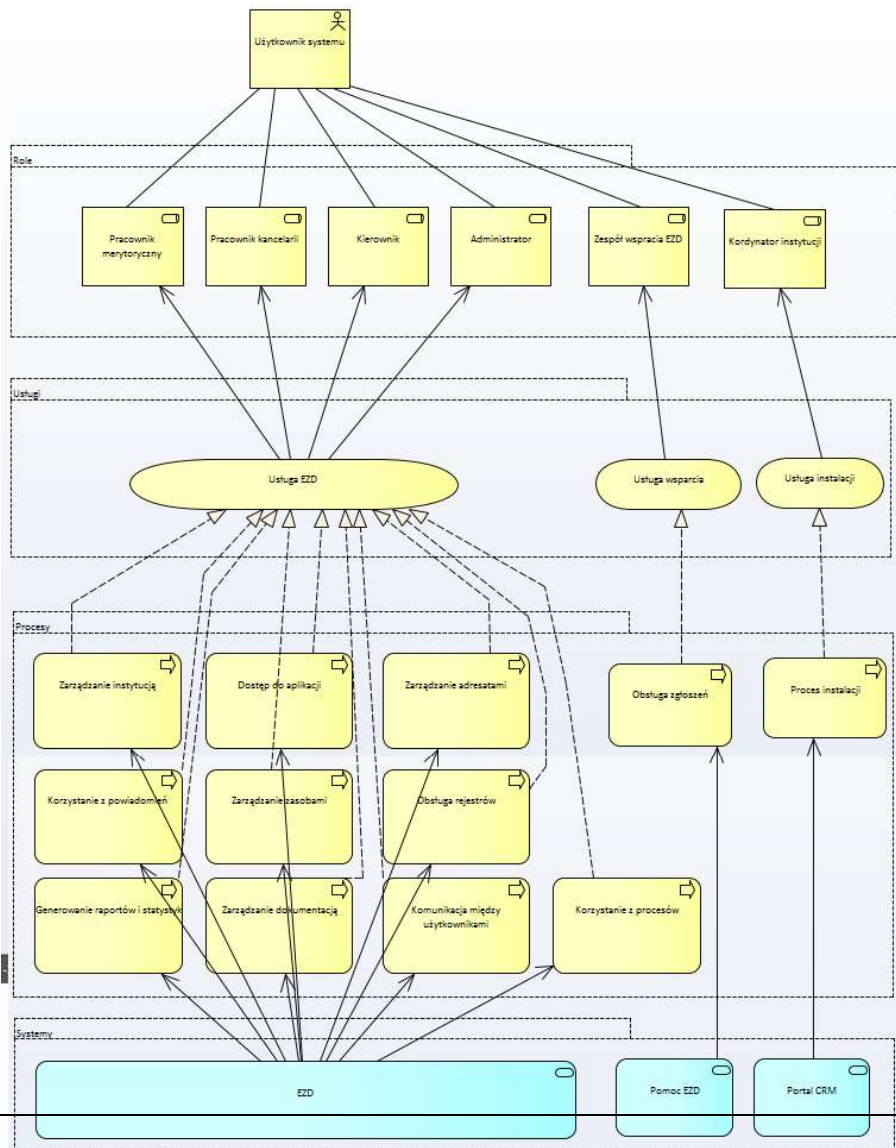 Użytkownik systemu
Role
Pracownik
merytoryczny
Pracownik kancelarii
Kierownik
Administrator
Zespół wspracia EZD
Kordynator instytucji
Usługi
Usługa EZD
Usługa wsparcia
Usługa instalacji
Procesy
Zarządzanie instytucją
Dostęp do aplikacji
Zarządzanie adresatami
Obsługa zgłoszeń
Proces instalacji
Korzystanie z powiadomień
Zarządzanie zasobami
Obsługa rejestrów
Generowanie raportów i statystyk
Zarządzanie dokumentacją
Komunikacja między
użytkownikami
Korzystanie z procesów
Systemy
EZD
Pomoc EZD
Portal CRM